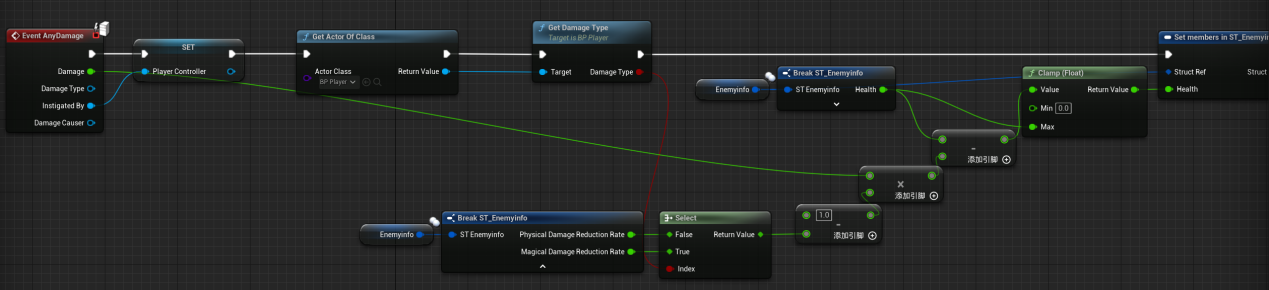 Event AnyDamage
Damage
Damage Type
Instigated By
Damage Causer
SET
Player Controller
Get Actor Of Class
Actor Class
BP Player
Return Value
Get Damage Type
Target is BP Player
Target
Damage Type
Enemyinfo
Break ST_Enemyinfo
ST Enemyinfo
Health
Clamp (Float)
Value
Return Value
Min 0.0
Max
Set members in ST_Enemyin
Struct Ref
Struct
Health
-
添加引脚
x
添加引脚
1.0
-
添加引脚
Enemyinfo
Break ST_Enemyinfo
ST Enemyinfo
Physical Damage Reduction Rate
Magical Damage Reduction Rate
Select
False
Return Value
True
Index